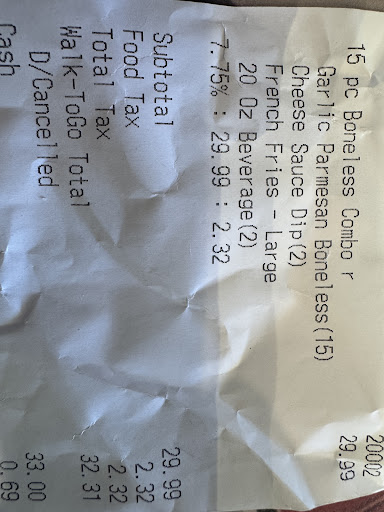 20002
15 pc Boneless Combo r 29.99
Garlic Parmesan Boneless(15)
Cheese Sauce Dip(2)
French Fries - Large
20 Oz Beverage(2)
7.75% : 29.99 : 2.32
Subtotal 29.99
Food Tax 2.32
Total Tax 2.32
Walk-ToGo Total 32.31
D/Cancelled
Cash 33.00
0.69